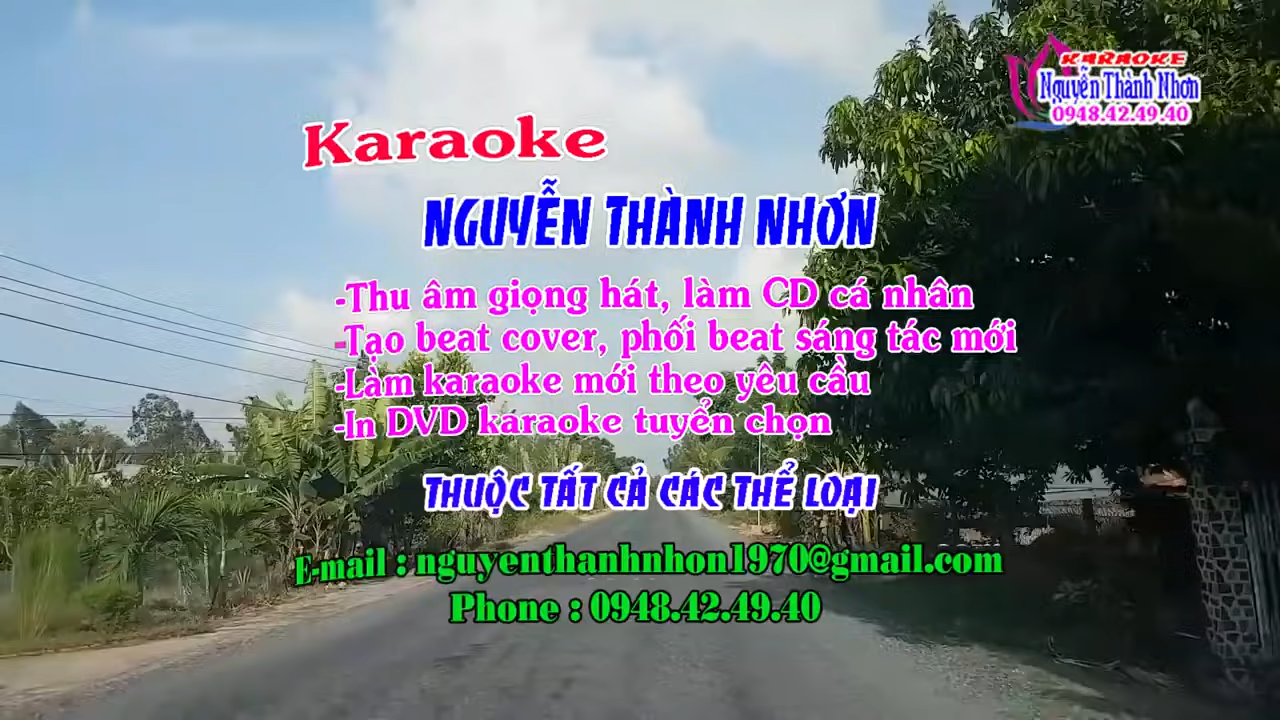 KARAOKE
Nguyễn Thành Nhơn
0948.42.49.40
Karaoke
NGUYỄN THÀNH NHƠN
-Thu âm giọng hát, làm CD cá nhân
-Tạo beat cover, phối beat sáng tác mới
-Làm karaoke mới theo yêu cầu
-In DVD karaoke tuyển chọn
THUỘC TẤT CẢ CÁC THỂ LOẠI
E-mail : nguyenthanhnhon1970@gmail.com
Phone : 0948.42.49.40